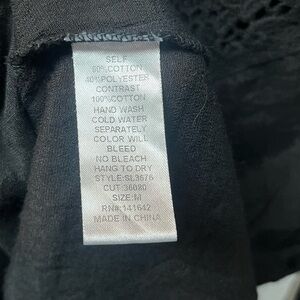 SELF
60%COTTON
40%POLYESTER
CONTRAST
100%COTTON
HAND WASH
COLD WATER
SEPARATELY
COLOR WILL
BLEED
NO BLEACH
HANG TO DRY
STYLE:SL3676
CUT:36080
SIZE:M
RN#:141642
MADE IN CHINA